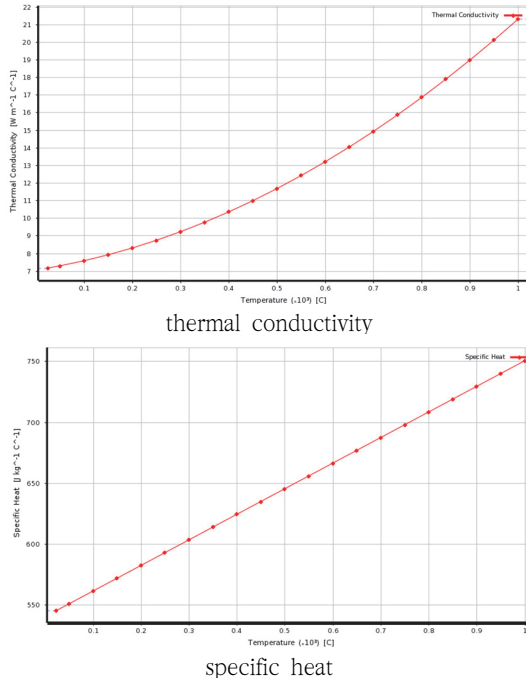 22
21
20
19
18
17
16
15
14
13
12
11
10
9
8
7
Thermal Conductivity [W m^-1 C^-1]
Thermal Conductivity
0.1 0.2 0.3 0.4 0.5 0.6 0.7 0.8 0.9 1
Temperature (ₓ10³) [C]
thermal conductivity
750
700
650
600
550
Specific Heat [J kg^-1 C^-1]
Specific Heat
0.1 0.2 0.3 0.4 0.5 0.6 0.7 0.8 0.9 1
Temperature (ₓ10³) [C]
specific heat